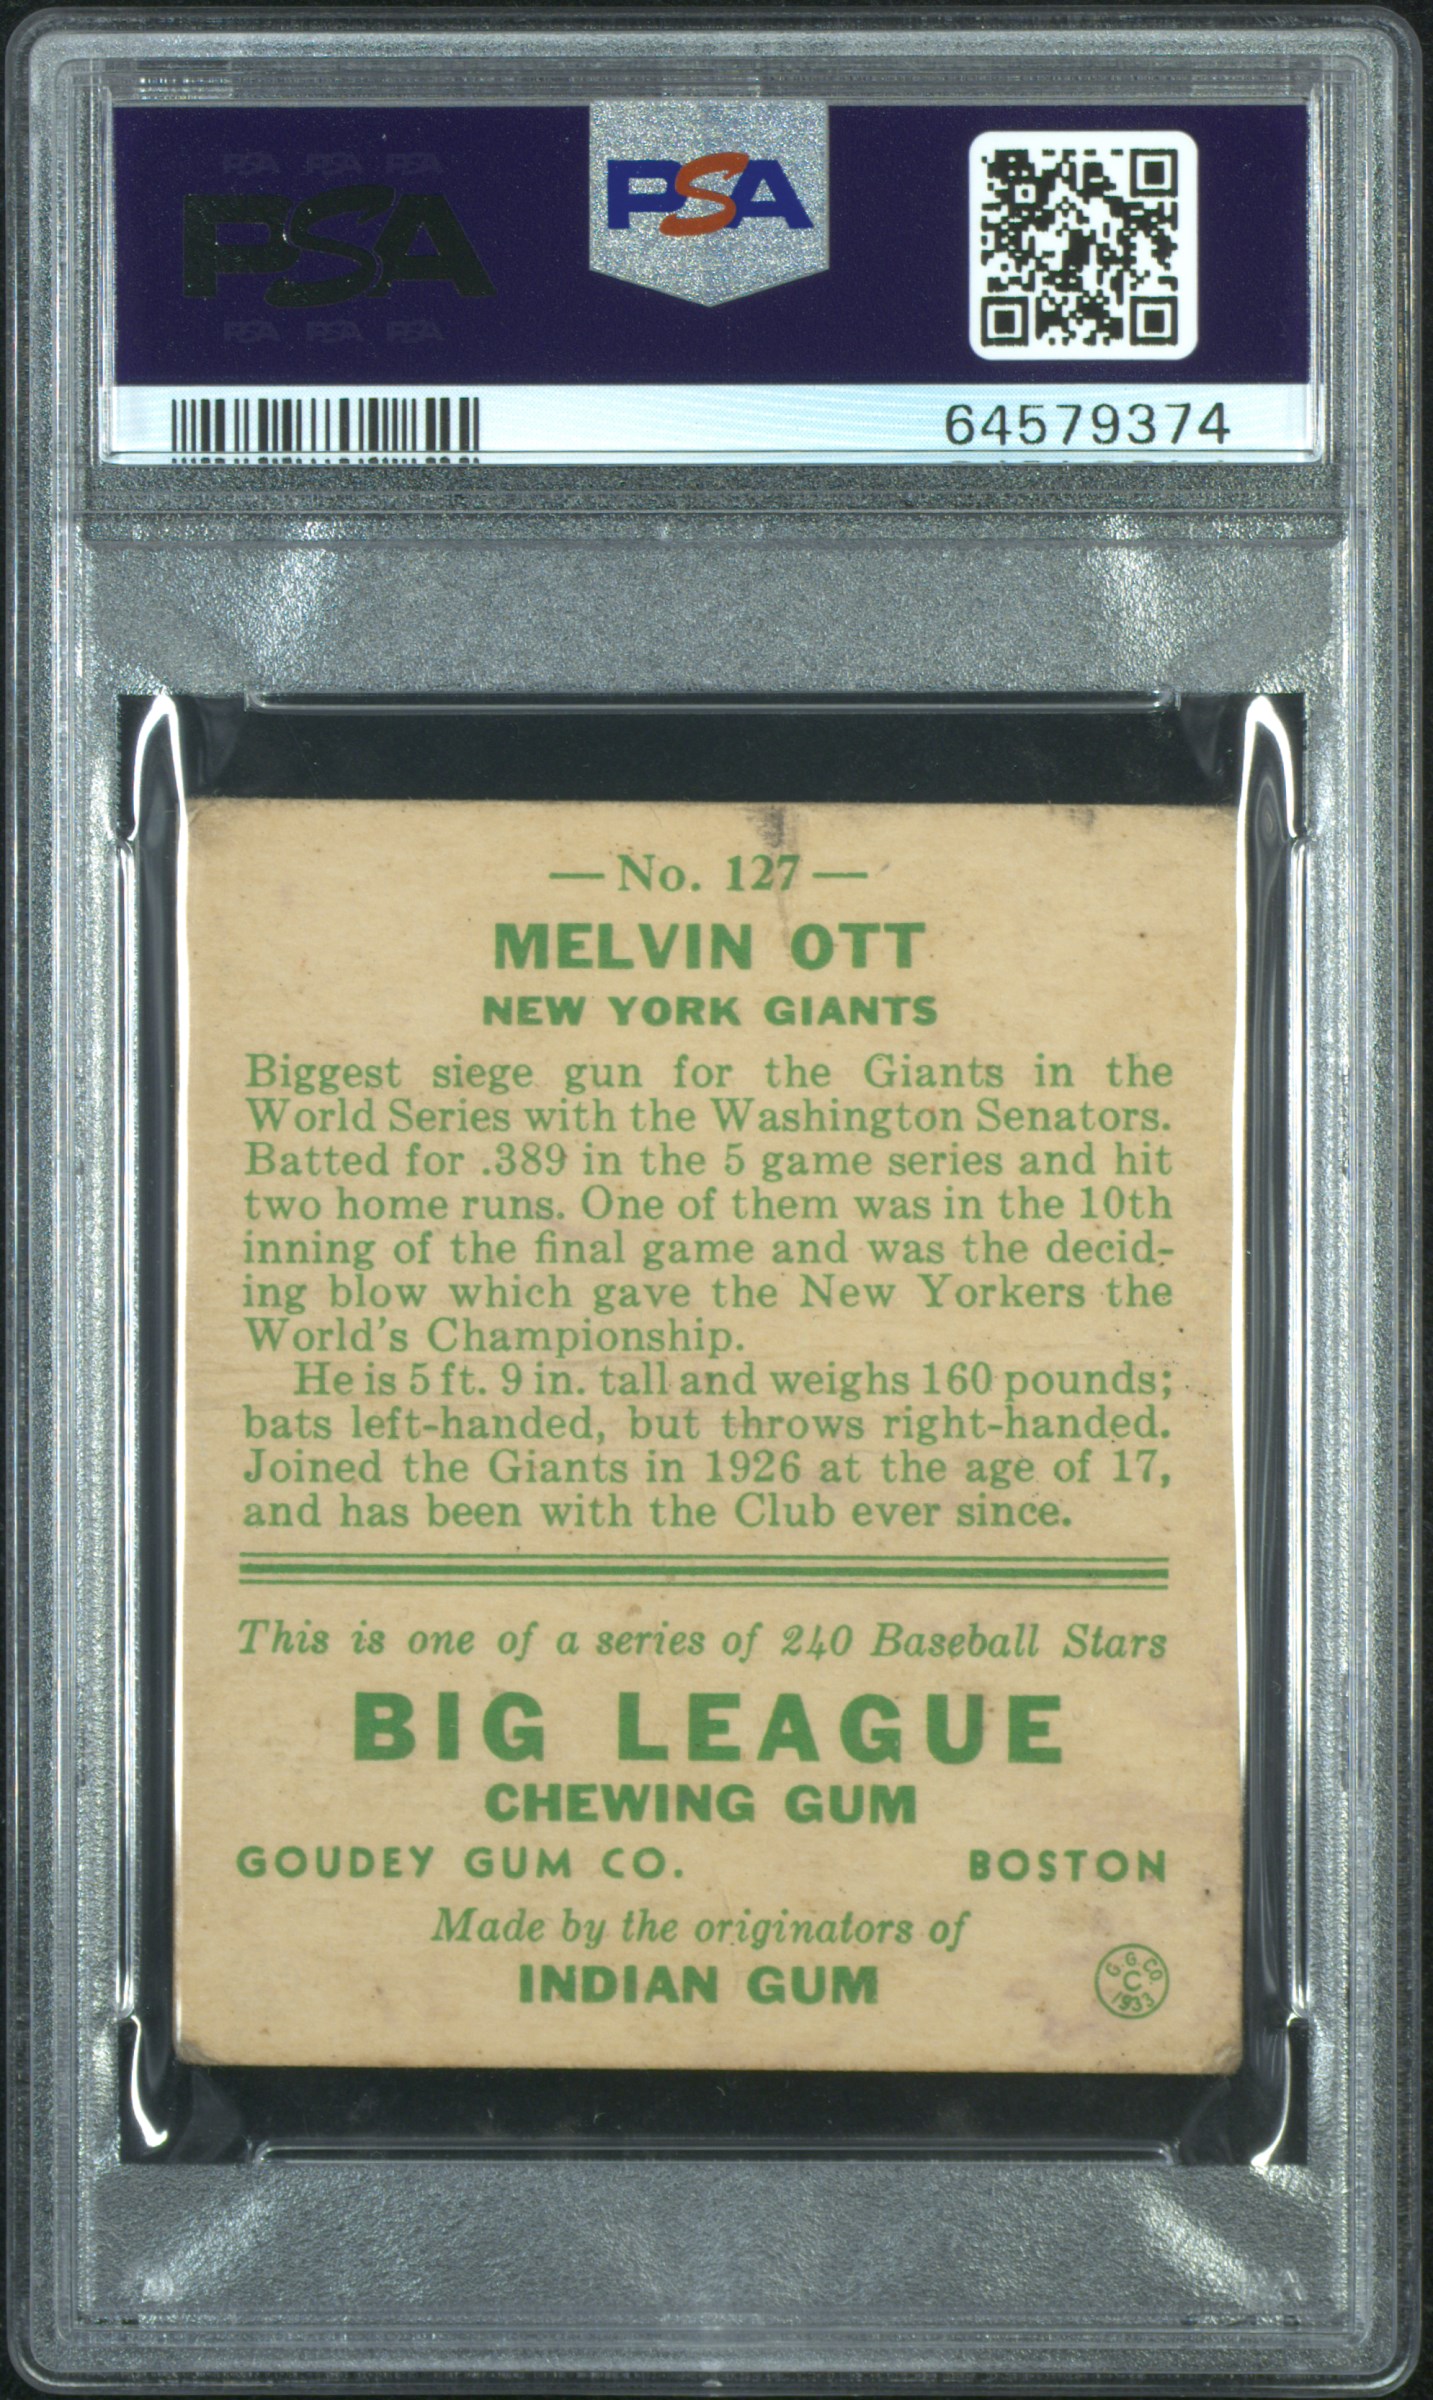 PSA PSA PSA
PSA
PSA PSA PSA
PSA
64579374
— No. 127 —
MELVIN OTT
NEW YORK GIANTS
Biggest siege gun for the Giants in the
World Series with the Washington Senators.
Batted for .389 in the 5 game series and hit
two home runs. One of them was in the 10th
inning of the final game and was the decid-
ing blow which gave the New Yorkers the
World's Championship.
He is 5 ft. 9 in. tall and weighs 160 pounds;
bats left-handed, but throws right-handed.
Joined the Giants in 1926 at the age of 17,
and has been with the Club ever since.
This is one of a series of 240 Baseball Stars
BIG LEAGUE
CHEWING GUM
GOUDEY GUM CO. BOSTON
Made by the originators of
INDIAN GUM
G. G. CO.
C
1933